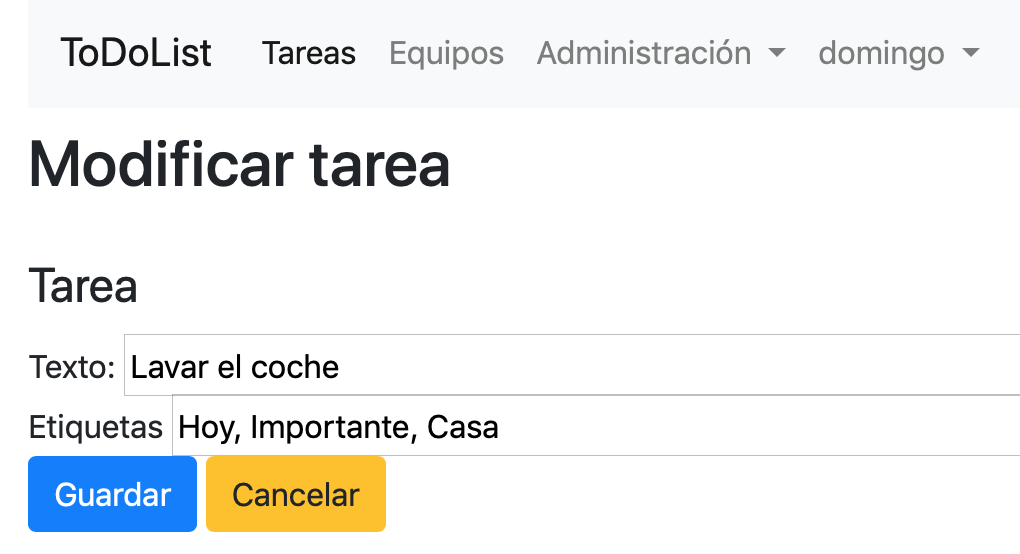 ToDoList Tareas Equipos Administración domingo
Modificar tarea
Tarea
Texto: Lavar el coche
Etiquetas Hoy, Importante, Casa
Guardar Cancelar